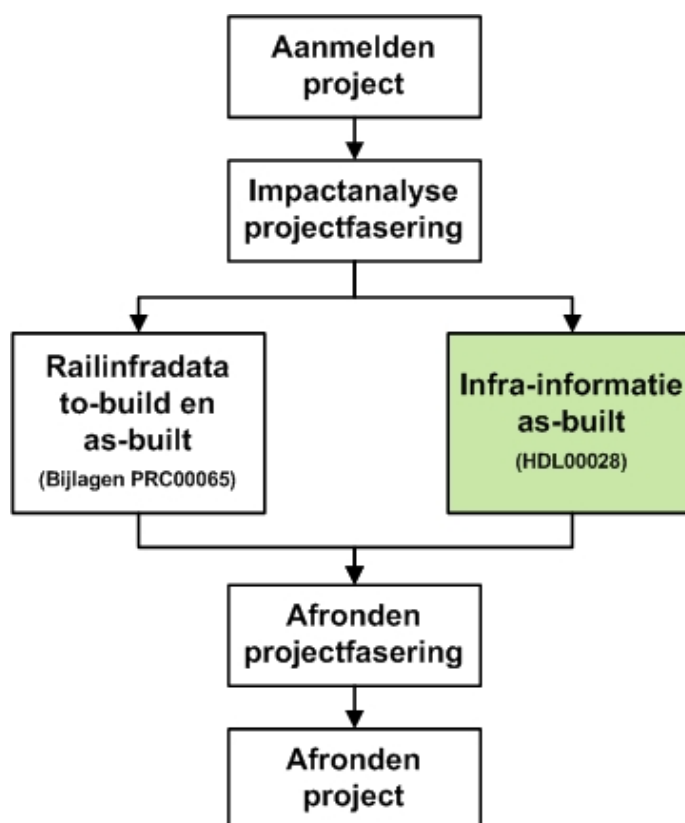 Aanmelden
project
Impactanalyse
projectfasering
Railinfradata
to-build en
as-built
(Bijlagen PRC00065)
Infra-informatie
as-built
(HDL00028)
Afronden
projectfasering
Afronden
project